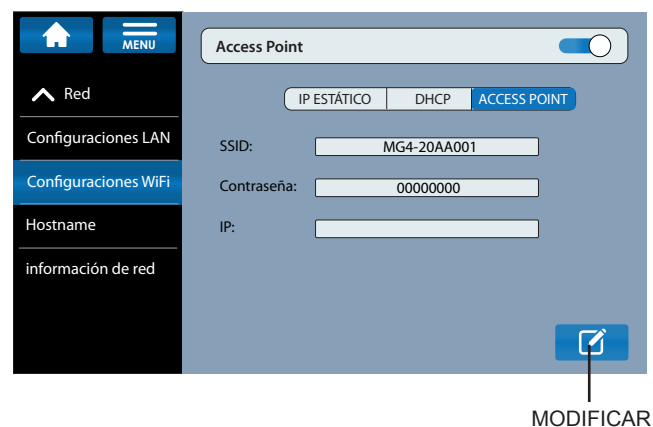 MENU
Access Point
Red
IP ESTÁTICO DHCP ACCESS POINT
Configuraciones LAN
SSID: MG4-20AA001
Configuraciones WiFi
Contraseña: 00000000
Hostname
IP:
información de red
MODIFICAR